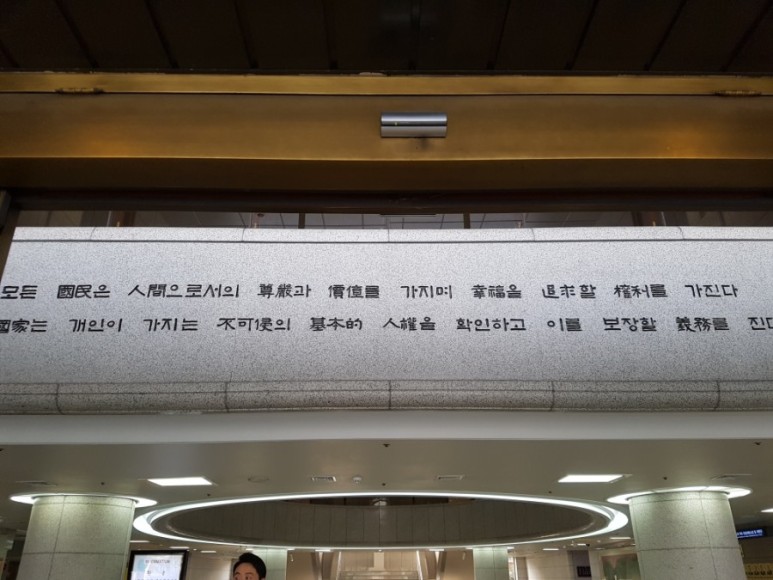 모든 國民은 人間으로서의 尊嚴과 價値를 가지며 幸福을 追求할 權利를 가진다
國家는 개인이 가지는 不可侵의 基本的 人權을 확인하고 이를 보장할 義務를 진다